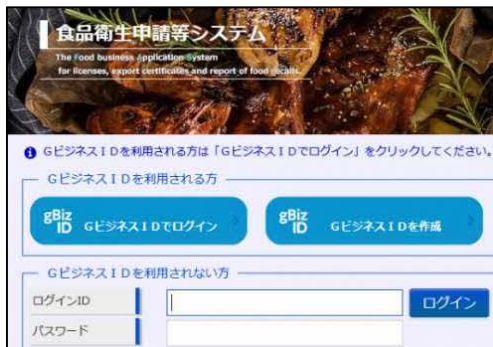 食品衛生申請等システム
The Food business Application System
for licenses, export certificates and report of food recalls.
GビジネスIDを利用される方は「GビジネスIDでログイン」をクリックしてください。
GビジネスIDを利用される方
gBiz ID GビジネスIDでログイン
gBiz ID GビジネスIDを作成
GビジネスIDを利用されない方
ログインID
ログイン
パスワード